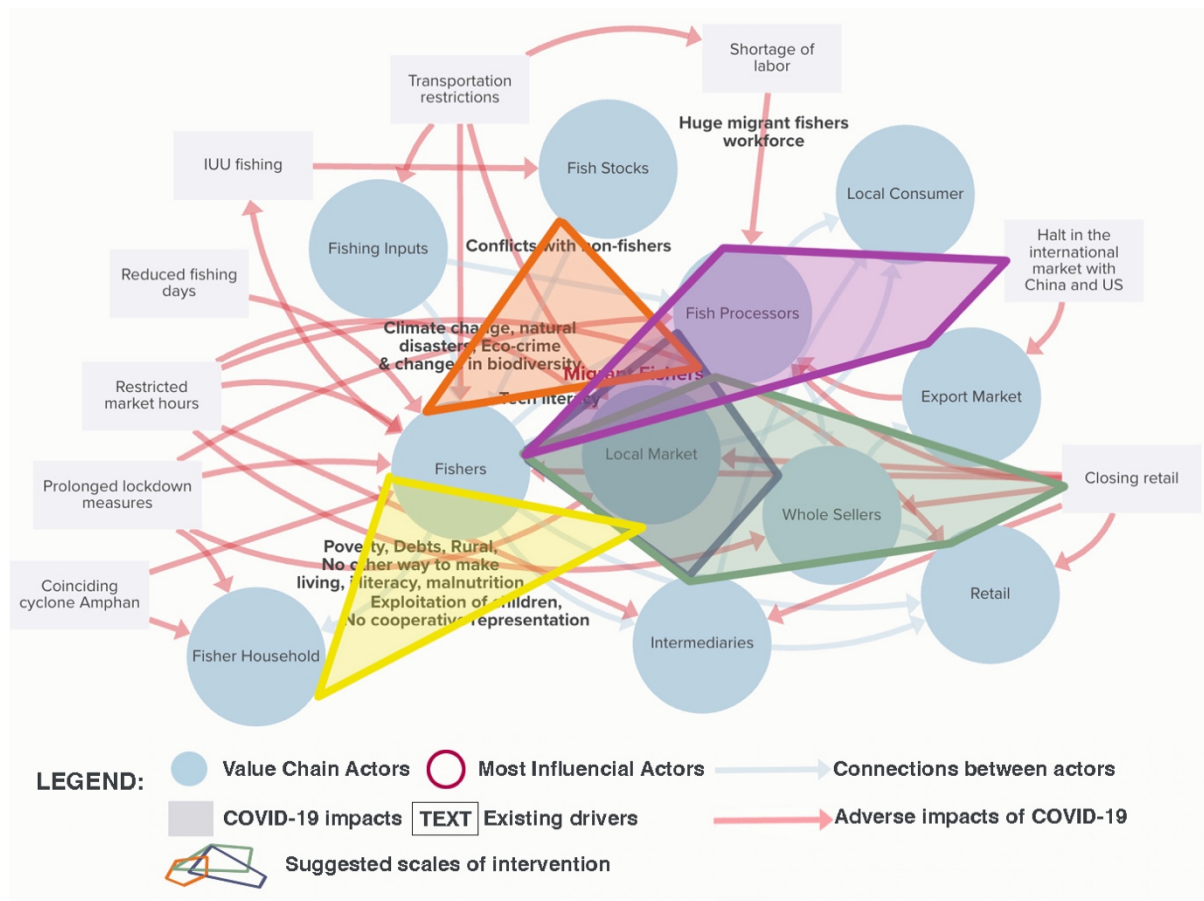 Shortage of
labor
Transportation
restrictions
Huge migrant fishers
workforce
IUU fishing
Fish Stocks
Local Consumer
Fishing Inputs
Conflicts with non-fishers
Halt in the
international
market with
China and US
Reduced fishing
days
Fish Processors
Climate change, natural
disasters, Eco-crime
& changes in biodiversity
Migrant Fishers
Tech literacy
Restricted
market hours
Export Market
Fishers
Local Market
Closing retail
Prolonged lockdown
measures
Whole Sellers
Poverty, Debts, Rural,
No other way to make
living, illiteracy, malnutrition
Exploitation of children,
No cooperative representation
Coinciding
cyclone Amphan
Retail
Intermediaries
Fisher Household
LEGEND:
Value Chain Actors
Most Influencial Actors
Connections between actors
COVID-19 impacts
TEXT
Existing drivers
Adverse impacts of COVID-19
Suggested scales of intervention